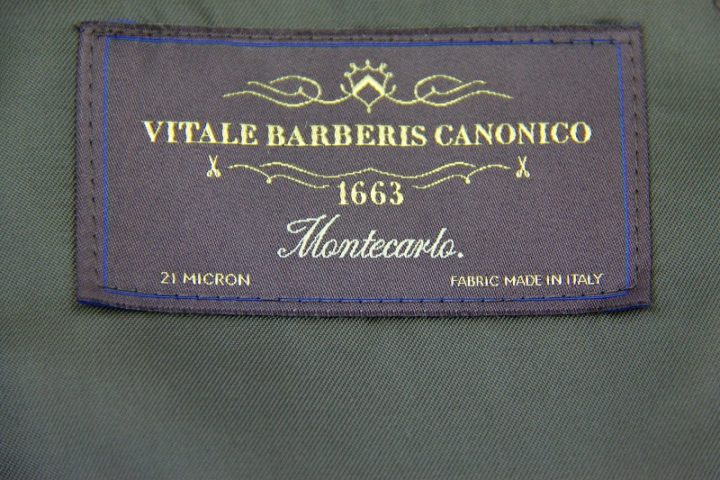 VITALE BARBERIS CANONICO
1663
Montecarlo.
21 MICRON
FABRIC MADE IN ITALY